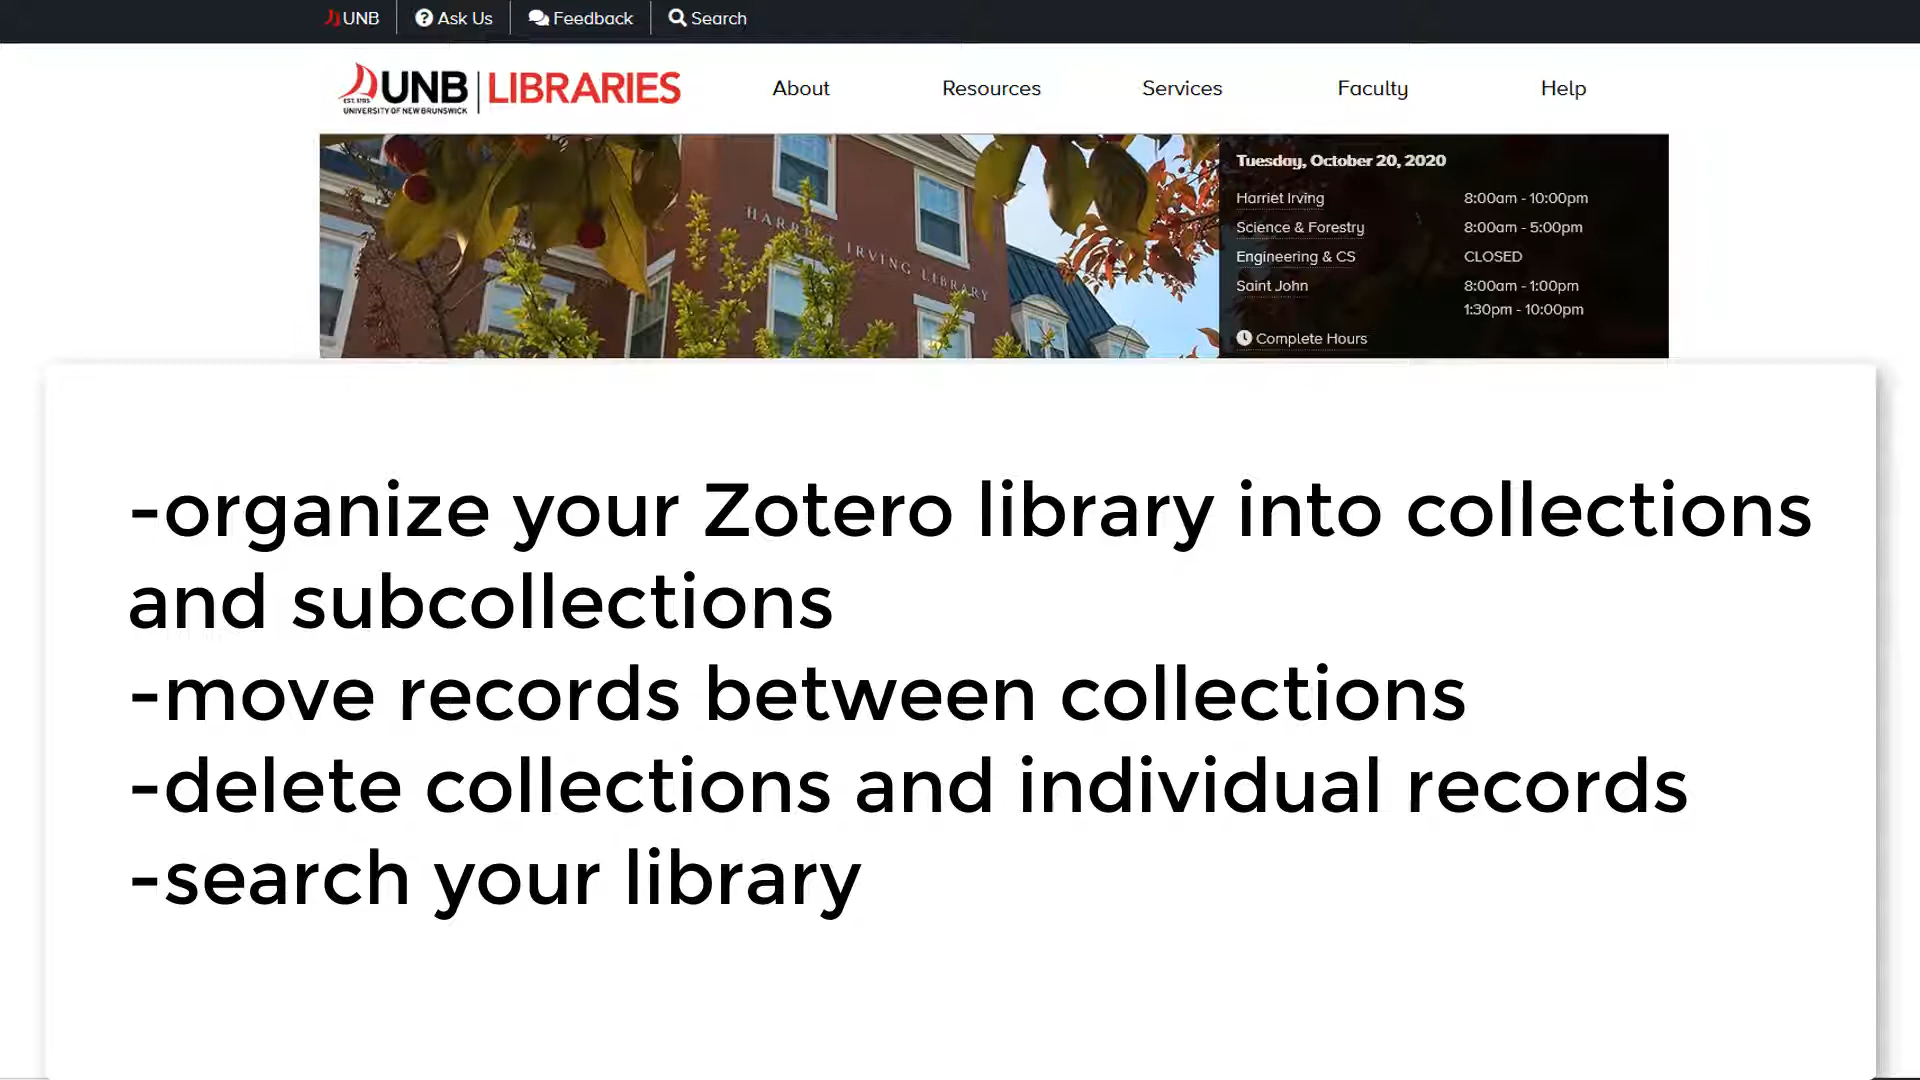 UNB
Ask Us
Feedback
Search
EST. 1785
UNB
UNIVERSITY OF NEW BRUNSWICK
LIBRARIES
About
Resources
Services
Faculty
Help
HARRIET IRVING LIBRARY
Tuesday, October 20, 2020
Harriet Irving 8:00am - 10:00pm
Science & Forestry 8:00am - 5:00pm
Engineering & CS CLOSED
Saint John 8:00am - 1:00pm
1:30pm - 10:00pm
Complete Hours
-organize your Zotero library into collections
and subcollections
-move records between collections
-delete collections and individual records
-search your library